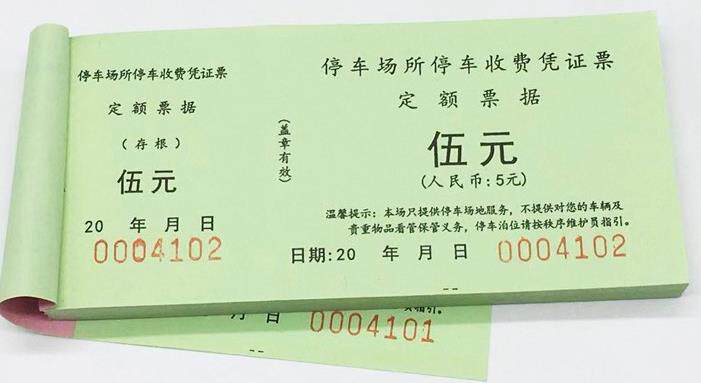 停车场所停车收费凭证票
定额票据
(存根)
伍元
20 年 月 日
0004102
(盖章有效)
停车场所停车收费凭证票
定额票据
伍元
(人民币:5元)
温馨提示:本场只提供停车场地服务,不提供对您的车辆及
贵重物品看管保管义务,停车泊位请按秩序维护员指引。
日期:20 年 月 日
0004102
指引。
月 日
0004101